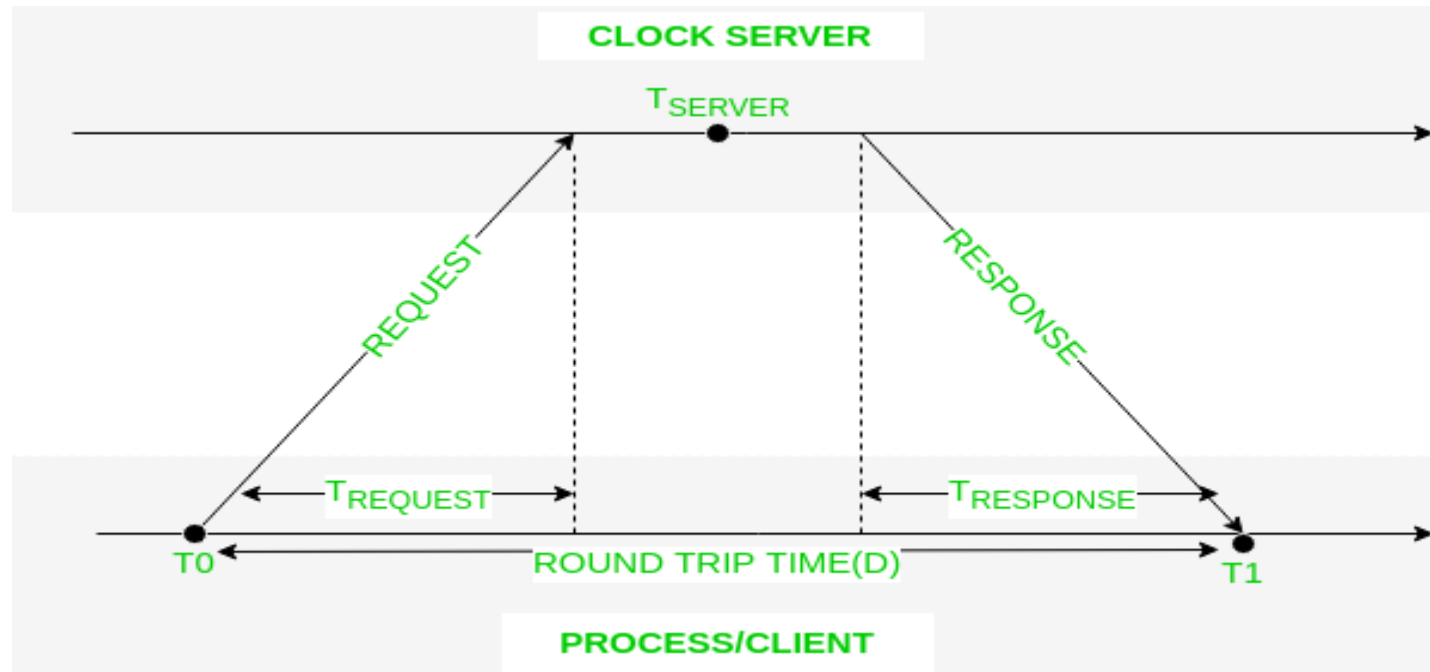 CLOCK SERVER
TSERVER
REQUEST
RESPONSE
TREQUEST
TRESPONSE
T0
ROUND TRIP TIME(D)
T1
PROCESS/CLIENT